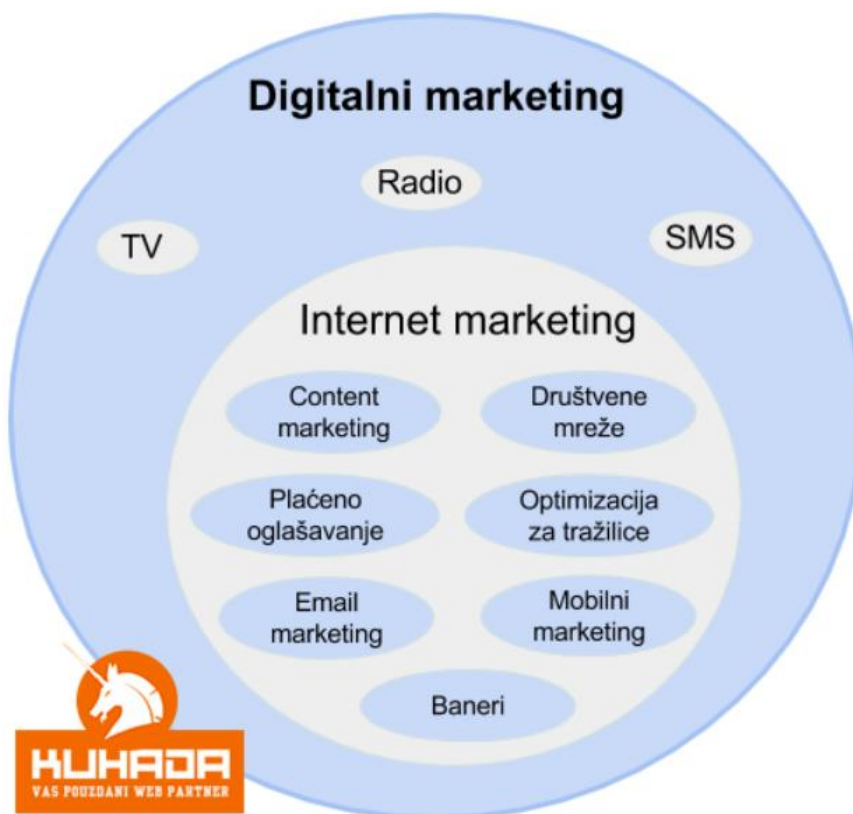 Digitalni marketing
Radio
TV
SMS
Internet marketing
Content
marketing
Društvene
mreže
Plaćeno
oglašavanje
Optimizacija
za tražilice
Email
marketing
Mobilni
marketing
Baneri
KUHADA
VAS POUZDANI WEB PARTNER